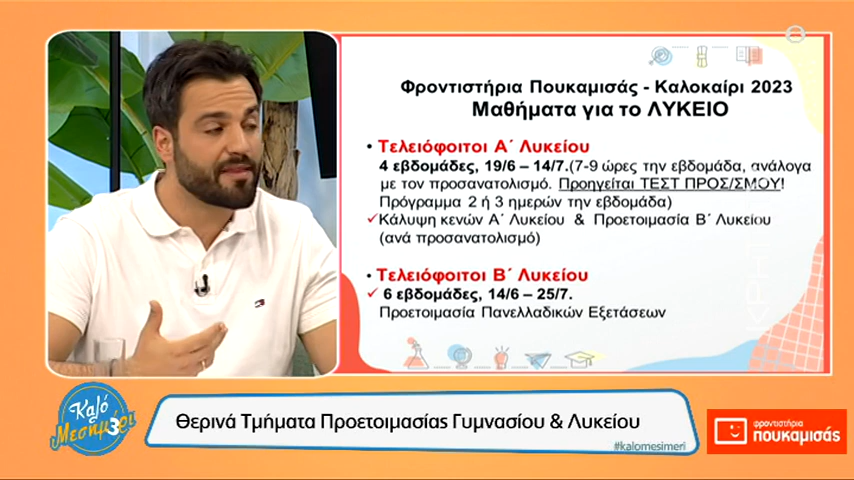 Φροντιστήρια Πουκαμισάς - Καλοκαίρι 2023
Μαθήματα για το ΛΥΚΕΙΟ
• Τελειόφοιτοι Α΄ Λυκείου
4 εβδομάδες, 19/6 – 14/7.(7-9 ώρες την εβδομάδα, ανάλογα
με τον προσανατολισμό. Προηγείται ΤΕΣΤ ΠΡΟΣ/ΣΜΟΥ!
Πρόγραμμα 2 ή 3 ημερών την εβδομάδα)
✓Κάλυψη κενών Α΄ Λυκείου & Προετοιμασία Β΄ Λυκείου
(ανά προσανατολισμό)
• Τελειόφοιτοι Β΄ Λυκείου
✓ 6 εβδομάδες, 14/6 – 25/7.
Προετοιμασία Πανελλαδικών Εξετάσεων
Καλό
Μεσημέρι
3
Θερινά Τμήματα Προετοιμασίας Γυμνασίου & Λυκείου
#kalomesimeri
φροντιστήρια
πουκαμισάς